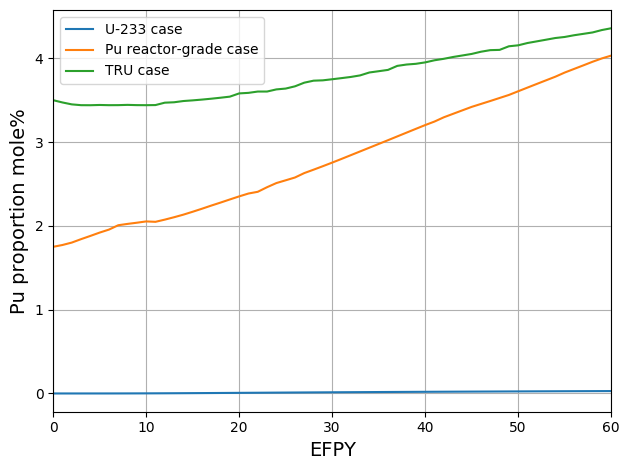 U-233 case
Pu reactor-grade case
TRU case
Pu proportion mole%
4
3
2
1
0
0 10 20 30 40 50 60
EFPY